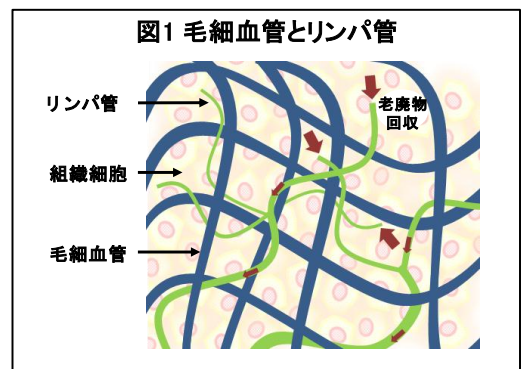 図1 毛細血管とリンパ管
リンパ管
老廃物
回収
組織細胞
毛細血管